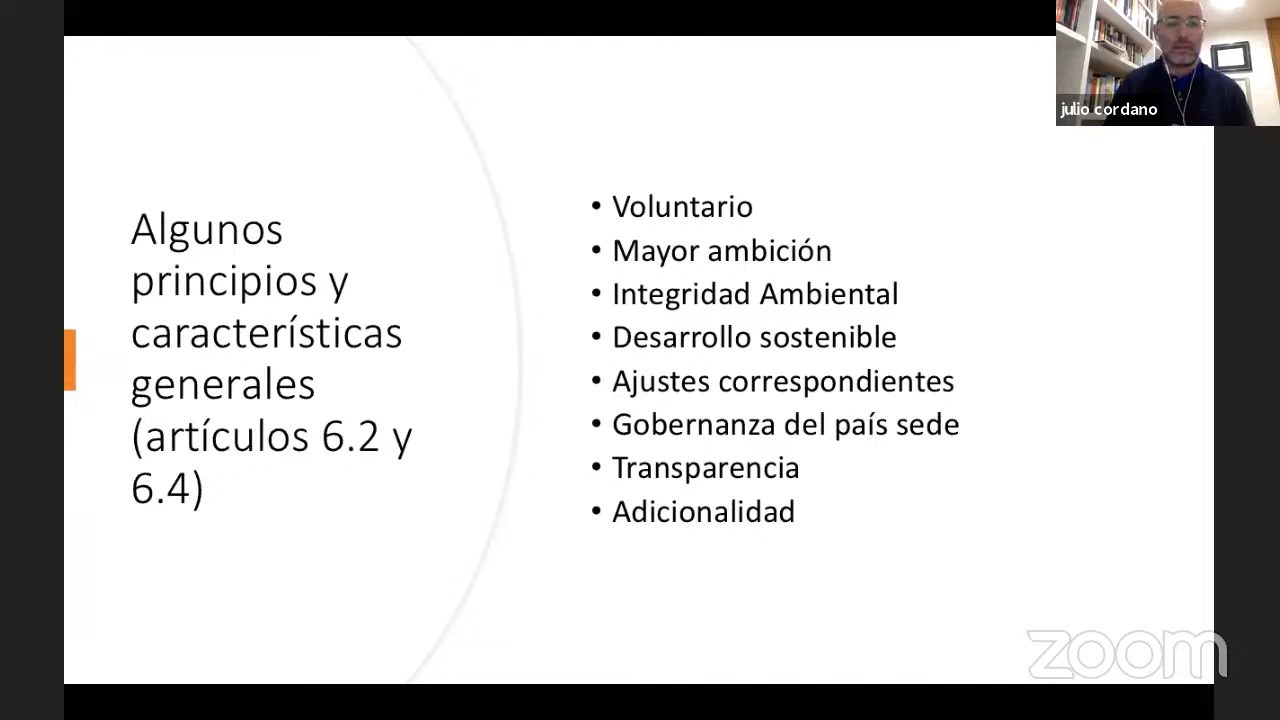 julio cordano
Algunos
principios y
características
generales
(artículos 6.2 y
6.4)
• Voluntario
• Mayor ambición
• Integridad Ambiental
• Desarrollo sostenible
• Ajustes correspondientes
• Gobernanza del país sede
• Transparencia
• Adicionalidad
zoom